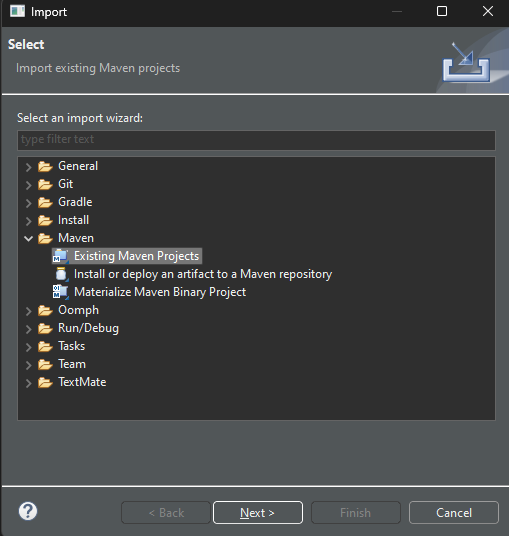 Import
Select
Import existing Maven projects
Select an import wizard:
type filter text
General
Git
Gradle
Install
Maven
Existing Maven Projects
Install or deploy an artifact to a Maven repository
Materialize Maven Binary Project
Oomph
Run/Debug
Tasks
Team
TextMate
? < Back Next > Finish Cancel